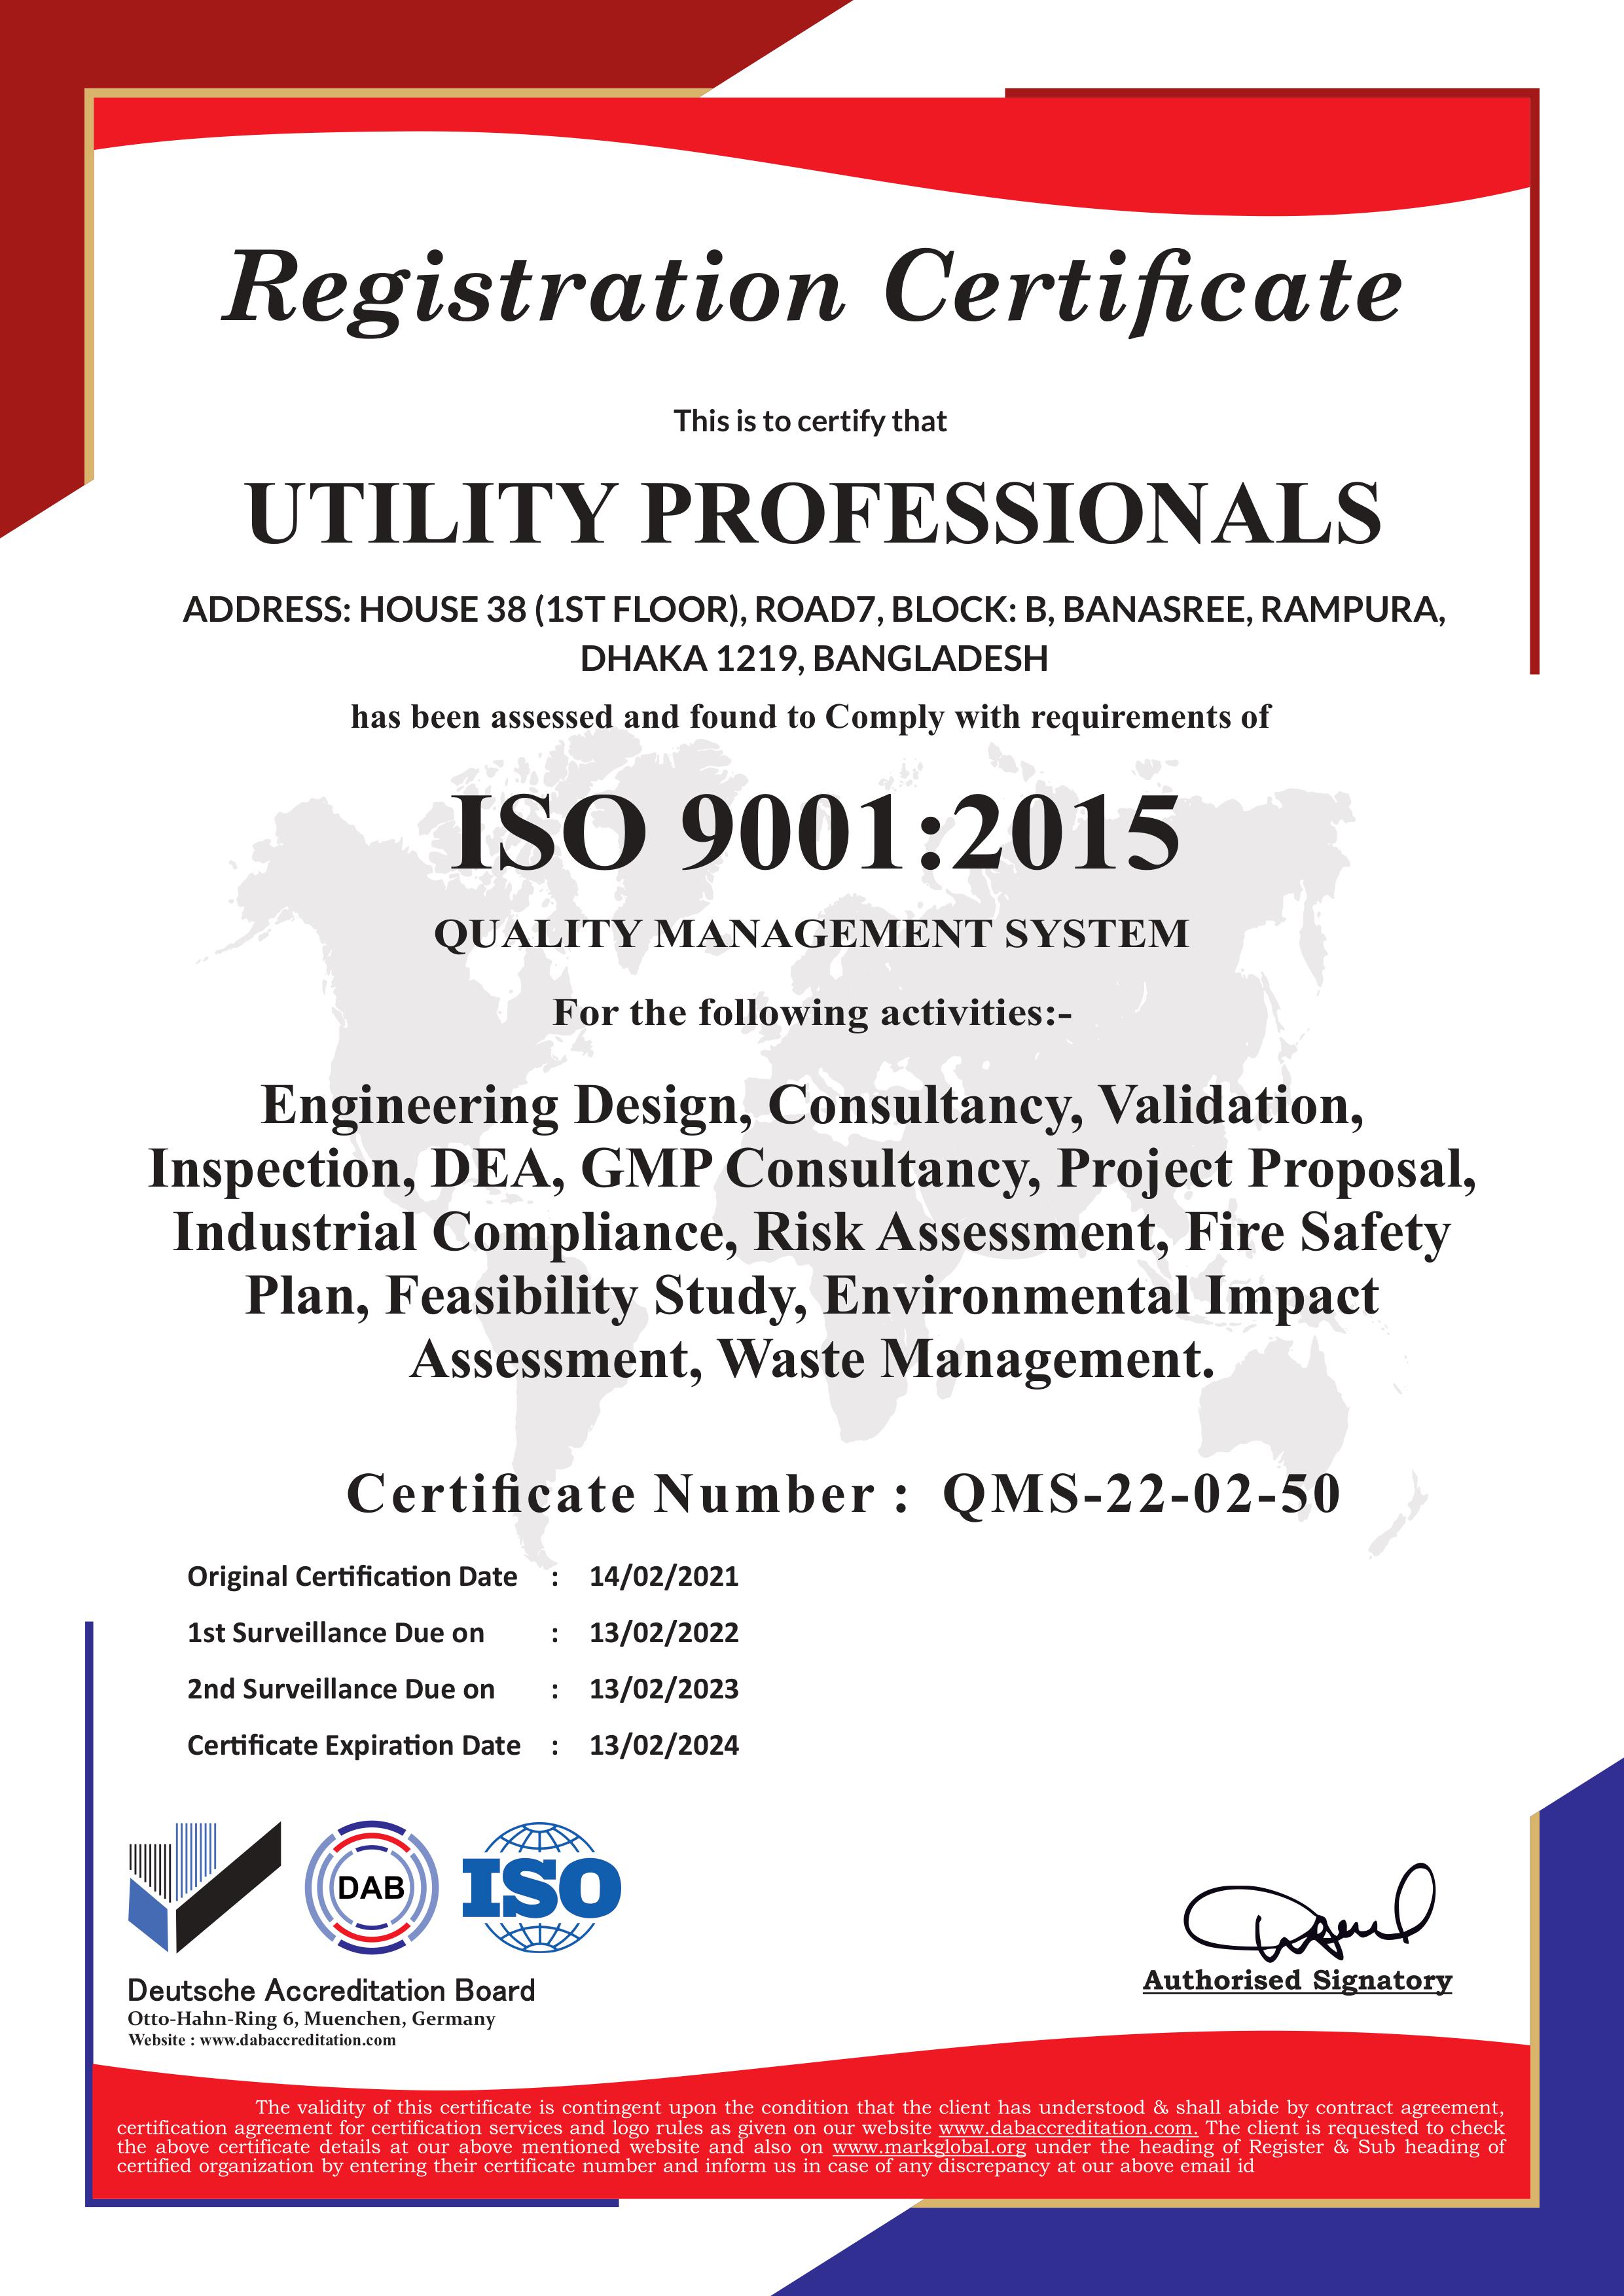 Registration Certificate
This is to certify that
UTILITY PROFESSIONALS
ADDRESS: HOUSE 38 (1ST FLOOR), ROAD7, BLOCK: B, BANASREE, RAMPURA,
DHAKA 1219, BANGLADESH
has been assessed and found to Comply with requirements of
ISO 9001:2015
QUALITY MANAGEMENT SYSTEM
For the following activities:-
Engineering Design, Consultancy, Validation,
Inspection, DEA, GMP Consultancy, Project Proposal,
Industrial Compliance, Risk Assessment, Fire Safety
Plan, Feasibility Study, Environmental Impact
Assessment, Waste Management.
Certificate Number : QMS-22-02-50
Original Certification Date : 14/02/2021
1st Surveillance Due on : 13/02/2022
2nd Surveillance Due on : 13/02/2023
Certificate Expiration Date : 13/02/2024
DAB
ISO
Deutsche Accreditation Board
Otto-Hahn-Ring 6, Muenchen, Germany
Website : www.dabaccreditation.com
Authorised Signatory
The validity of this certificate is contingent upon the condition that the client has understood & shall abide by contract agreement,
certification agreement for certification services and logo rules as given on our website www.dabaccreditation.com. The client is requested to check
the above certificate details at our above mentioned website and also on www.markglobal.org under the heading of Register & Sub heading of
certified organization by entering their certificate number and inform us in case of any discrepancy at our above email id